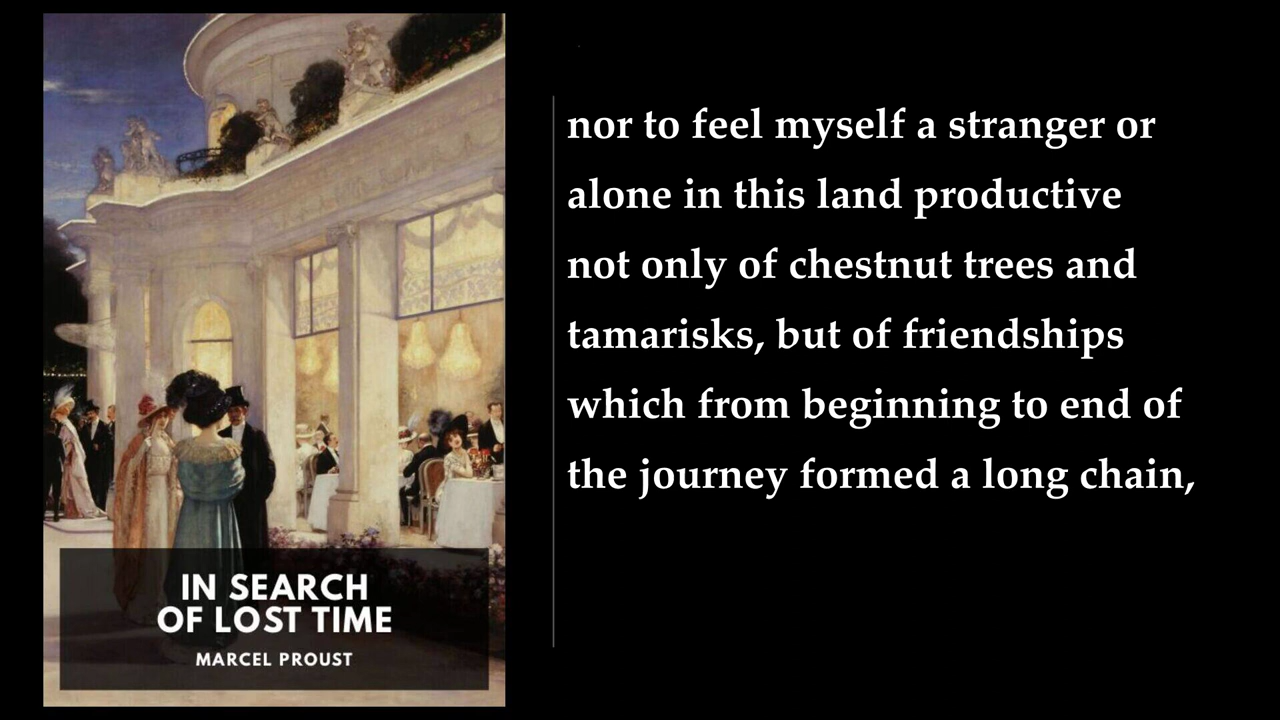 IN SEARCH
OF LOST TIME
MARCEL PROUST
nor to feel myself a stranger or
alone in this land productive
not only of chestnut trees and
tamarisks, but of friendships
which from beginning to end of
the journey formed a long chain,